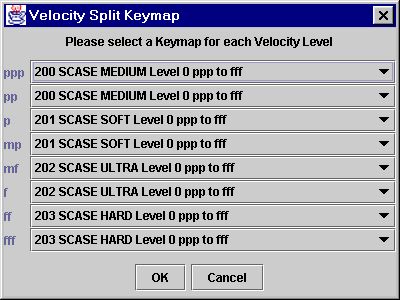 Velocity Split Keymap
Please select a Keymap for each Velocity Level
ppp 200 SCASE MEDIUM Level 0 ppp to fff
pp 200 SCASE MEDIUM Level 0 ppp to fff
p 201 SCASE SOFT Level 0 ppp to fff
mp 201 SCASE SOFT Level 0 ppp to fff
mf 202 SCASE ULTRA Level 0 ppp to fff
f 202 SCASE ULTRA Level 0 ppp to fff
ff 203 SCASE HARD Level 0 ppp to fff
fff 203 SCASE HARD Level 0 ppp to fff
OK Cancel